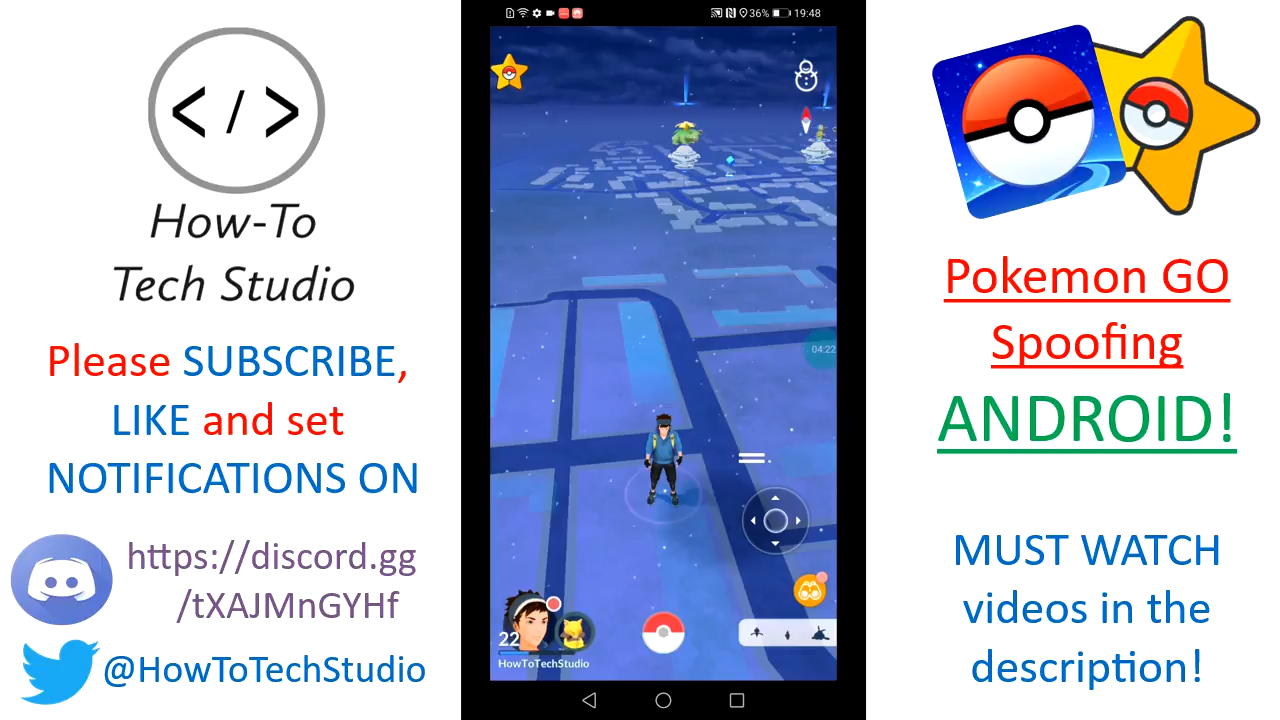 </>
How-To
Tech Studio
Please SUBSCRIBE,
LIKE and set
NOTIFICATIONS ON
https://discord.gg
/tXAJMnGYHf
@HowToTechStudio
36% 19:48
04:22
22
HowToTechStudio
Pokemon GO
Spoofing
ANDROID!
MUST WATCH
videos in the
description!